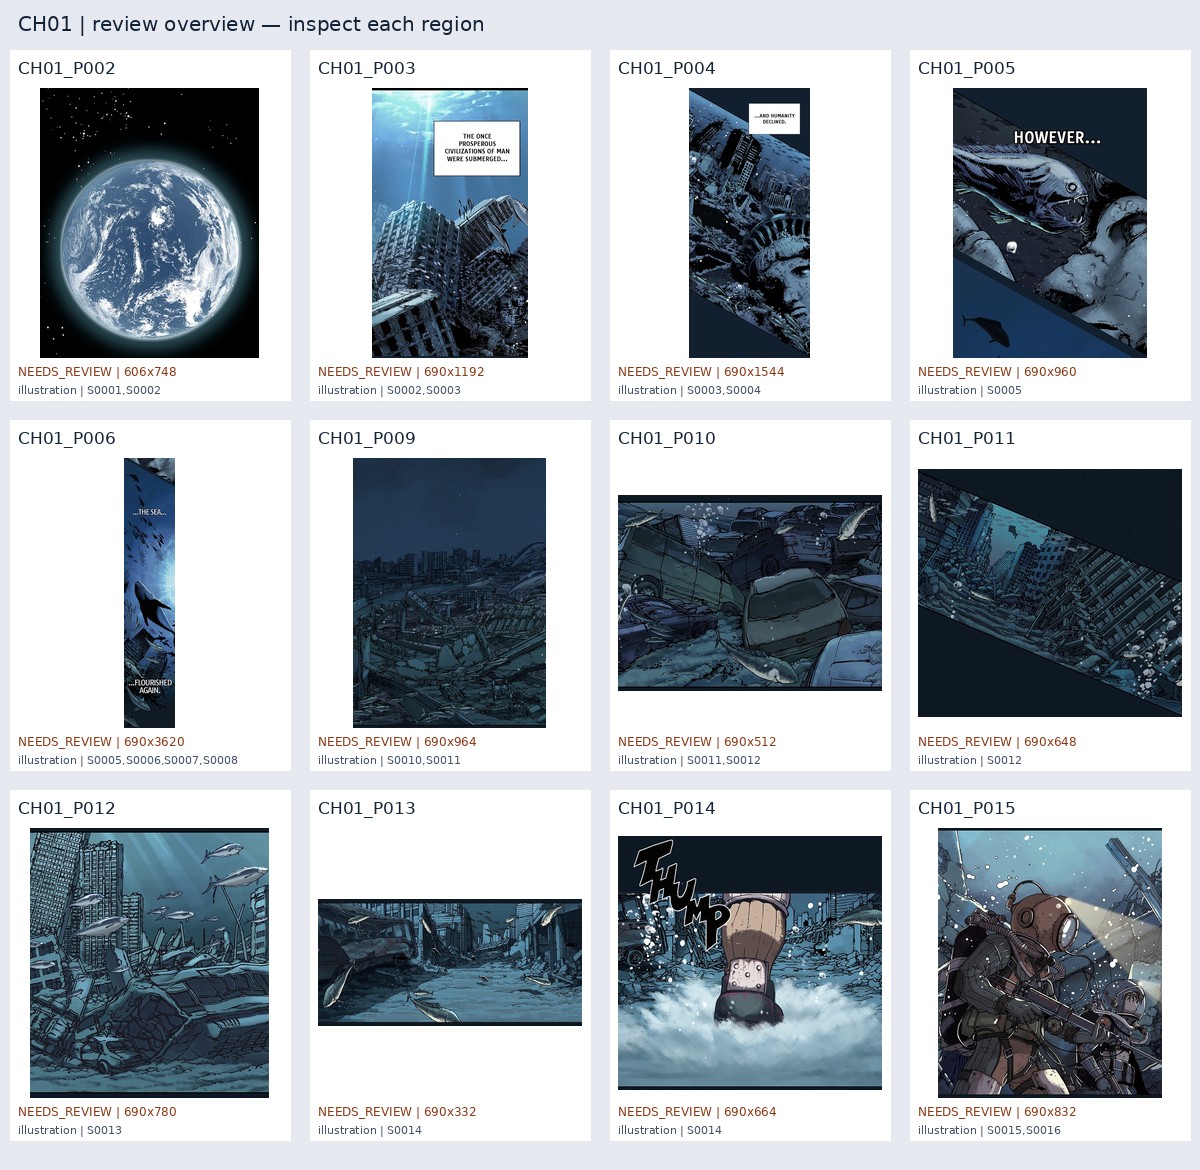 CH01 | review overview — inspect each region
CH01_P002
NEEDS_REVIEW | 606x748
illustration | S0001,S0002
CH01_P003
THE ONCE
PROSPEROUS
CIVILIZATIONS OF MAN
WERE SUBMERGED...
NEEDS_REVIEW | 690x1192
illustration | S0002,S0003
CH01_P004
...AND HUMANITY
DECLINED.
NEEDS_REVIEW | 690x1544
illustration | S0003,S0004
CH01_P005
HOWEVER...
NEEDS_REVIEW | 690x960
illustration | S0005
CH01_P006
...THE SEA...
...FLOURISHED
AGAIN.
NEEDS_REVIEW | 690x3620
illustration | S0005,S0006,S0007,S0008
CH01_P009
NEEDS_REVIEW | 690x964
illustration | S0010,S0011
CH01_P010
NEEDS_REVIEW | 690x512
illustration | S0011,S0012
CH01_P011
NEEDS_REVIEW | 690x648
illustration | S0012
CH01_P012
NEEDS_REVIEW | 690x780
illustration | S0013
CH01_P013
NEEDS_REVIEW | 690x332
illustration | S0014
CH01_P014
THUMP
NEEDS_REVIEW | 690x664
illustration | S0014
CH01_P015
NEEDS_REVIEW | 690x832
illustration | S0015,S0016